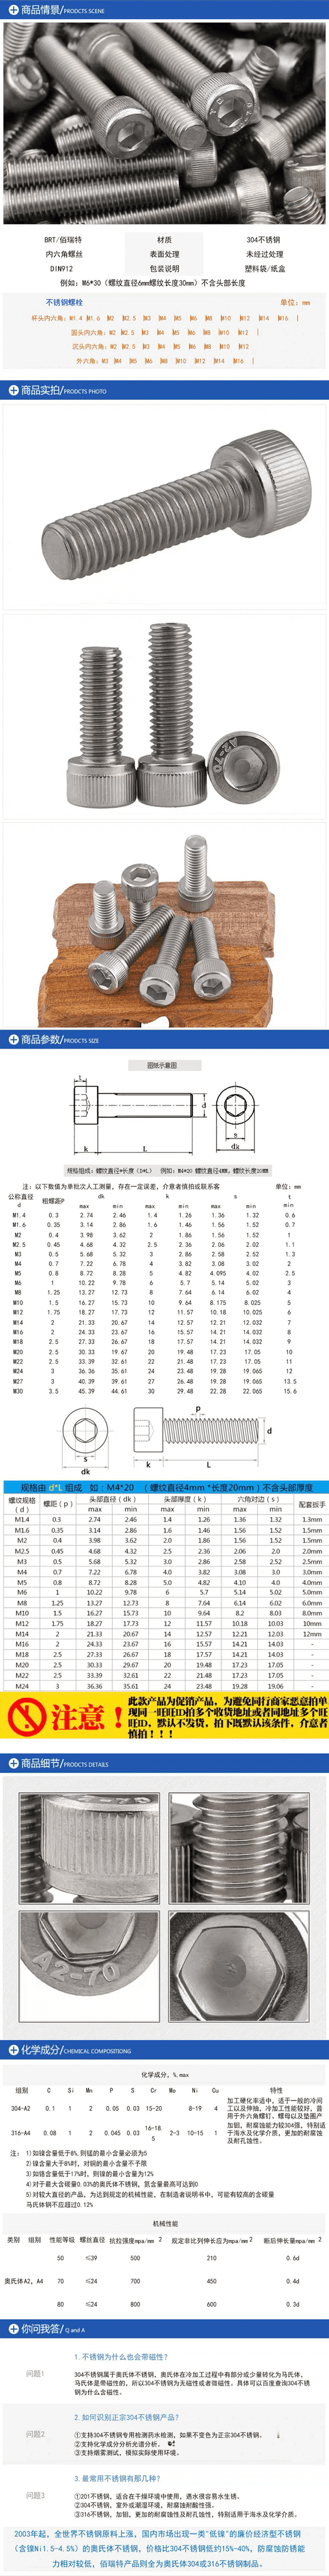 商品情景/PRODCTS SCENE
BRT/佰瑞特 材质 304不锈钢
内六角螺丝 表面处理 未经过处理
DIN912 包装说明 塑料袋/纸盒
例如: M6*30（螺纹直径6mm螺纹长度30mm）不含头部长度
不锈钢螺栓 单位: mm
杯头内六角: M1.4 M1.6 M2 M2.5 M3 M4 M5 M6 M8 M10 M12 M14 M16
圆头内六角: M2 M2.5 M3 M4 M5 M6 M8 M10 M12
沉头内六角: M2 M2.5 M3 M4 M5 M6 M8 M10 M12
外六角: M3 M4 M5 M6 M8 M10 M12 M14 M16
商品实拍/PRODCTS PHOTO
A2-70
商品参数/PRODCTS SIZE
图纸示意图
t d s k L dk
规格组成: 螺纹直径*长度（D*L） 例如: M4*20 螺纹直径4MM,螺纹长度20MM
注: 以下数值为单批次人工测量, 存在一定误差, 介意者慎拍或联系客 单位: mm
公称直径 粗螺距P dk k s t
d max min max min max min min
M1.4 0.3 2.74 2.46 1.4 1.26 1.36 1.32 0.6
M1.6 0.35 3.14 2.86 1.6 1.46 1.56 1.52 0.7
M2 0.4 3.98 3.62 2 1.86 1.56 1.52 1
M2.5 0.45 4.68 4.32 2.5 2.36 2.06 2.02 1.1
M3 0.5 5.68 5.32 3 2.86 2.58 2.52 1.3
M4 0.7 7.22 6.78 4 3.82 3.08 3.02 2
M5 0.8 8.72 8.28 5 4.82 4.095 4.02 2.5
M6 1 10.22 9.78 6 5.7 5.14 5.02 3
M8 1.25 13.27 12.73 8 7.64 6.14 6.02 4
M10 1.5 16.27 15.73 10 9.64 8.175 8.025 5
M12 1.75 18.27 17.73 12 11.57 10.18 10.025 6
M14 2 21.33 20.67 14 12.57 12.21 12.032 7
M16 2 24.33 23.67 16 15.57 14.21 14.032 8
M18 2.5 27.33 26.67 18 17.57 14.21 14.032 9
M20 2.5 30.33 19.67 20 19.48 17.23 17.05 10
M22 2.5 33.39 32.61 22 21.48 17.23 17.05 11
M24 3 36.36 35.61 24 23.48 19.28 19.065 12
M27 3 40.39 39.61 27 26.48 19.28 19.065 13.5
M30 3.5 45.39 44.61 30 29.48 22.28 22.065 15.6
s dk k L p d
规格由 d*L 组成 如: M4*20 （螺纹直径4mm *长度20mm）不含头部厚度
螺纹规格（d） 螺距（p） 头部直径（dk） 头部厚度（k） 六角对边（s） 配套扳手
max min max min max min
M1.4 0.3 2.74 2.46 1.4 1.26 1.36 1.32 1.3mm
M1.6 0.35 3.14 2.86 1.6 1.46 1.56 1.52 1.5mm
M2 0.4 3.98 3.62 2.0 1.86 1.56 1.52 1.5mm
M2.5 0.45 4.68 4.32 2.5 2.36 2.06 2.0 2.0mm
M3 0.5 5.68 5.32 3.0 2.86 2.58 2.52 2.5mm
M4 0.7 7.22 6.78 4.0 3.82 3.08 3.0 3.0mm
M5 0.8 8.72 8.28 5.0 4.82 4.10 4.0 4.0mm
M6 1 10.22 9.78 6 5.7 5.14 5.02 5.0mm
M8 1.25 13.27 12.73 8 7.64 6.14 6.02 6.0mm
M10 1.5 16.27 15.73 10 9.64 8.2 8.03 8.0mm
M12 1.75 18.27 17.73 12 11.57 10.18 10.03 10mm
M14 2 21.33 20.67 14 12.57 12.21 12.03 12mm
M16 2 24.33 23.67 16 15.57 14.21 14.03 -
M18 2.5 27.33 26.67 18 17.57 14.21 14.03 -
M20 2.5 30.33 29.67 20 19.48 17.23 17.05 -
M22 2.5 33.39 32.61 22 21.48 17.23 17.05 -
M24 3 36.36 35.61 24 23.48 19.28 19.06 -
注意！
此款产品为促销产品，为避免同行商家恶意拍单
现同一旺旺ID拍多个收货地址或者同地址多个旺
旺ID，默认不发货，拍下既默认该条件，介意者
慎拍！！！
商品细节/PRODCTS DETAILS
A2-70
化学成分/CHEMICAL COMPOSITIONG
化学成分, %, max
组别 C Si Mn P S Cr Mo Ni Cu 特性
304-A2 0.1 1 2 0.05 0.03 15-20 8-19 4 加工硬化率适中, 适于一般的冷间
工以及伸抽, 冷加工性能较好, 普
用于外六角螺钉、螺母以及垫圈产
316-A4 0.08 1 2 0.045 0.03 16-18.5 2-3 10-15 1 加钼, 耐腐蚀能力较304强, 特别适
于海水及化学介质, 更加的耐腐蚀
及耐孔蚀性。
注: 1)如镍含量低于8%,则锰的最小含量必须为5
2)镍含量大于8%时, 对铜的最小含量不予限
3)如铬含量低于17%时, 则镍的最小含量为12%
4)对于最大含碳量0.03%的奥氏体不锈钢, 氮含量最高可达到0
5)对较大直径的产品, 为达到规定的机械性能, 在制造者说明书中, 可能有较高的含碳量
马氏体钢不应超过0.12%
机械性能
类别 组别 性能等级 螺丝直径 抗拉强度mpa/mm 2 规定非比列伸长应为mpa/mm 2 断后伸长量mpa/mm 2
50 ≤39 500 210 0.6d
奥氏体A2, A4 70 ≤24 700 450 0.4d
80 ≤24 800 600 0.3d
你问我答/Q and A
问题1
1. 不锈钢为什么也会带磁性?
304不锈钢属于奥氏体不锈钢, 奥氏体在冷加工过程中有部分或少量转化为马氏体,
马氏体是带磁性的, 所以304不锈钢为无磁性或者微磁性。具体可以百度查询304不锈
钢为什么含磁性。
问题2
2. 如何识别正宗304不锈钢产品?
①支持304不锈钢专用检测药水检测, 如果不变色为正宗304不锈钢。
②支持化学成分分析光谱分析。
③支持烟雾测试, 模拟实际使用环境。
问题3
3. 最常用不锈钢有那几种?
①201不锈钢, 适合在干燥环境中使用, 遇水很容易水生锈。
②304不锈钢, 室外或潮湿环境, 耐腐蚀耐酸性强。
③316不锈钢, 加钼, 更加的耐腐蚀性及耐孔蚀性, 特别适用于海水及化学介质。
2003年起, 全世界不锈钢原料上涨, 国内市场出现一类"低镍"的廉价经济型不锈钢
（含镍Ni1.5-4.5%）的奥氏体不锈钢, 价格比304不锈钢低约15%-40%, 防腐蚀防锈能
力相对较低, 佰瑞特产品则全为奥氏体304或316不锈钢制品。